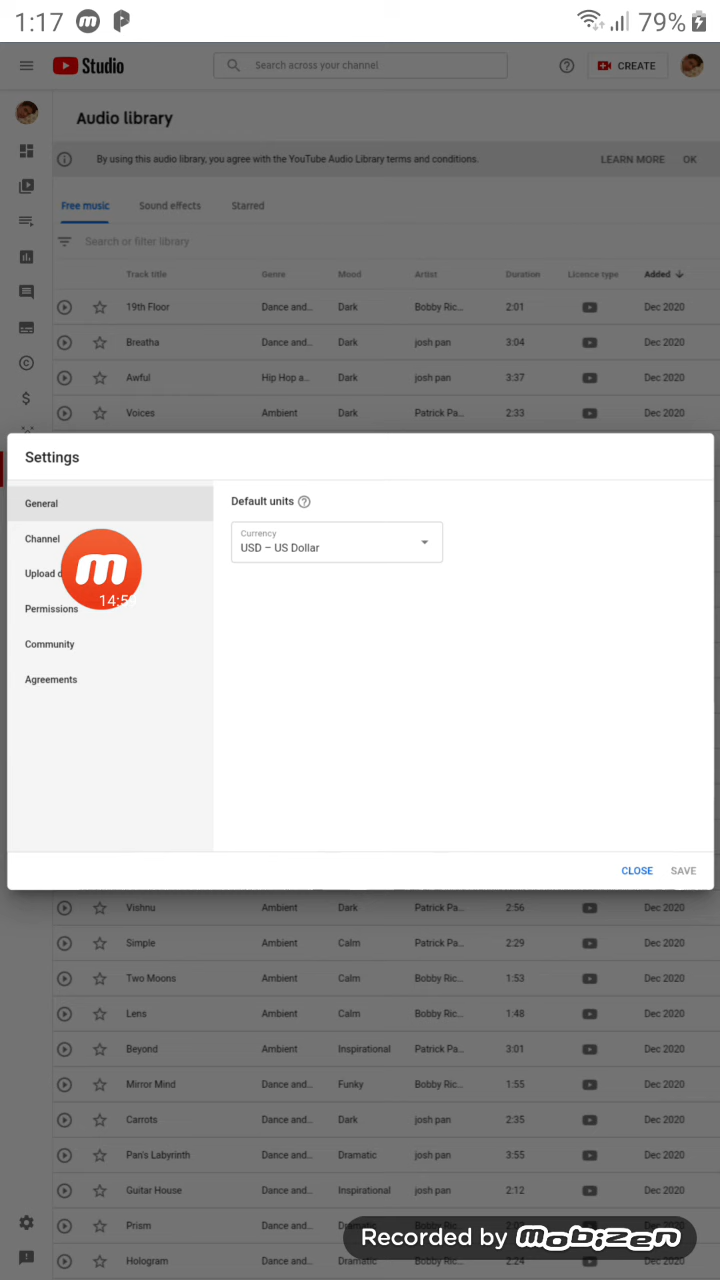 1:17 79%
Studio Search across your channel CREATE
Audio library
By using this audio library, you agree with the YouTube Audio Library terms and conditions. LEARN MORE OK
Free music Sound effects Starred
Search or filter library
Track title Genre Mood Artist Duration Licence type Added
19th Floor Dance and... Dark Bobby Ric... 2:01 Dec 2020
Breatha Dance and... Dark josh pan 3:04 Dec 2020
Awful Hip Hop a... Dark josh pan 3:37 Dec 2020
Voices Ambient Dark Patrick Pa... 2:33 Dec 2020
Settings
General
Channel
Upload
Permissions
Community
Agreements
m
Default units
Currency
USD – US Dollar
CLOSE SAVE
Vishnu Ambient Dark Patrick Pa... 2:56 Dec 2020
Simple Ambient Calm Patrick Pa... 2:29 Dec 2020
Two Moons Ambient Calm Bobby Ric... 1:53 Dec 2020
Lens Ambient Calm Bobby Ric... 1:48 Dec 2020
Beyond Ambient Inspirational Patrick Pa... 3:01 Dec 2020
Mirror Mind Dance and... Funky Bobby Ric... 1:55 Dec 2020
Carrots Dance and... Dark josh pan 2:35 Dec 2020
Pan's Labyrinth Dance and... Dramatic josh pan 3:55 Dec 2020
Guitar House Dance and... Inspirational josh pan 2:12 Dec 2020
Prism Dance and... Dramatic
Hologram Dance and... Dramatic Bobby Ric... 2:24 Dec 2020
Recorded by mobizen